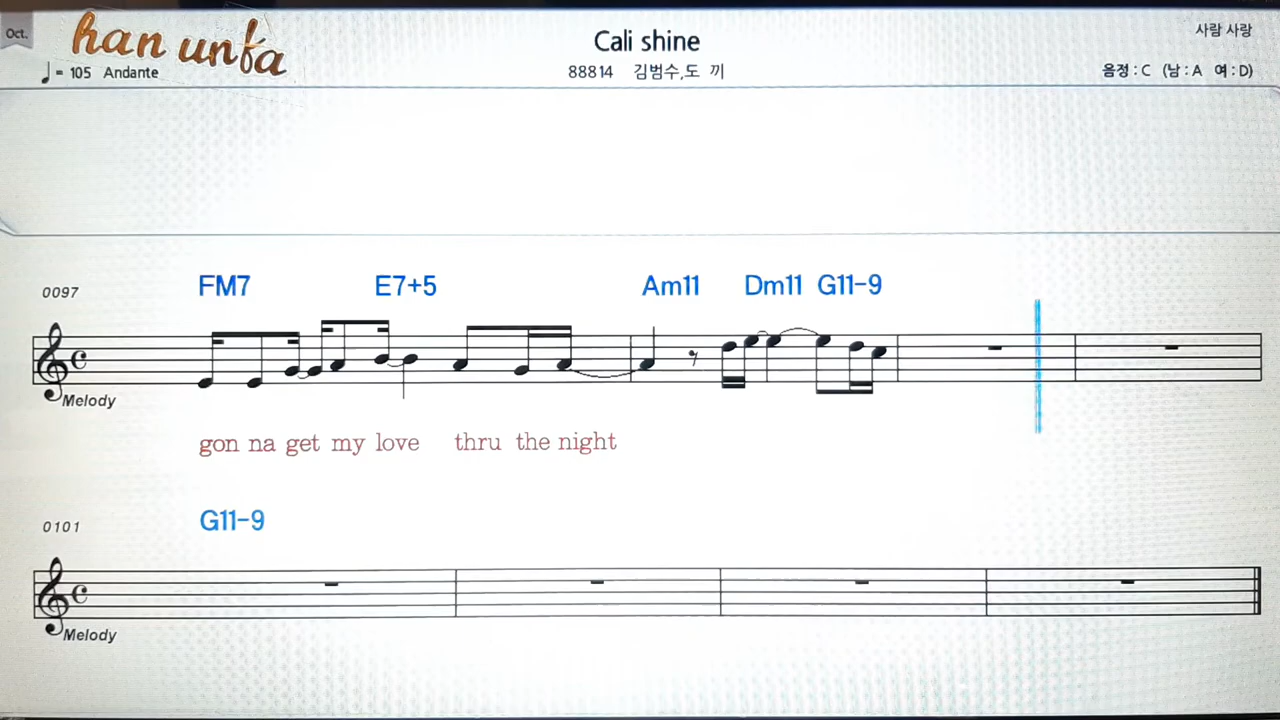 Oct.
han unfa
Cali shine
사랑 사랑
♩= 105 Andante
88814 김범수,도 끼
음정 : C (남 : A 여 : D)
0097
FM7 E7+5 Am11 Dm11 G11-9
Melody
gon na get my love thru the night
0101
G11-9
Melody